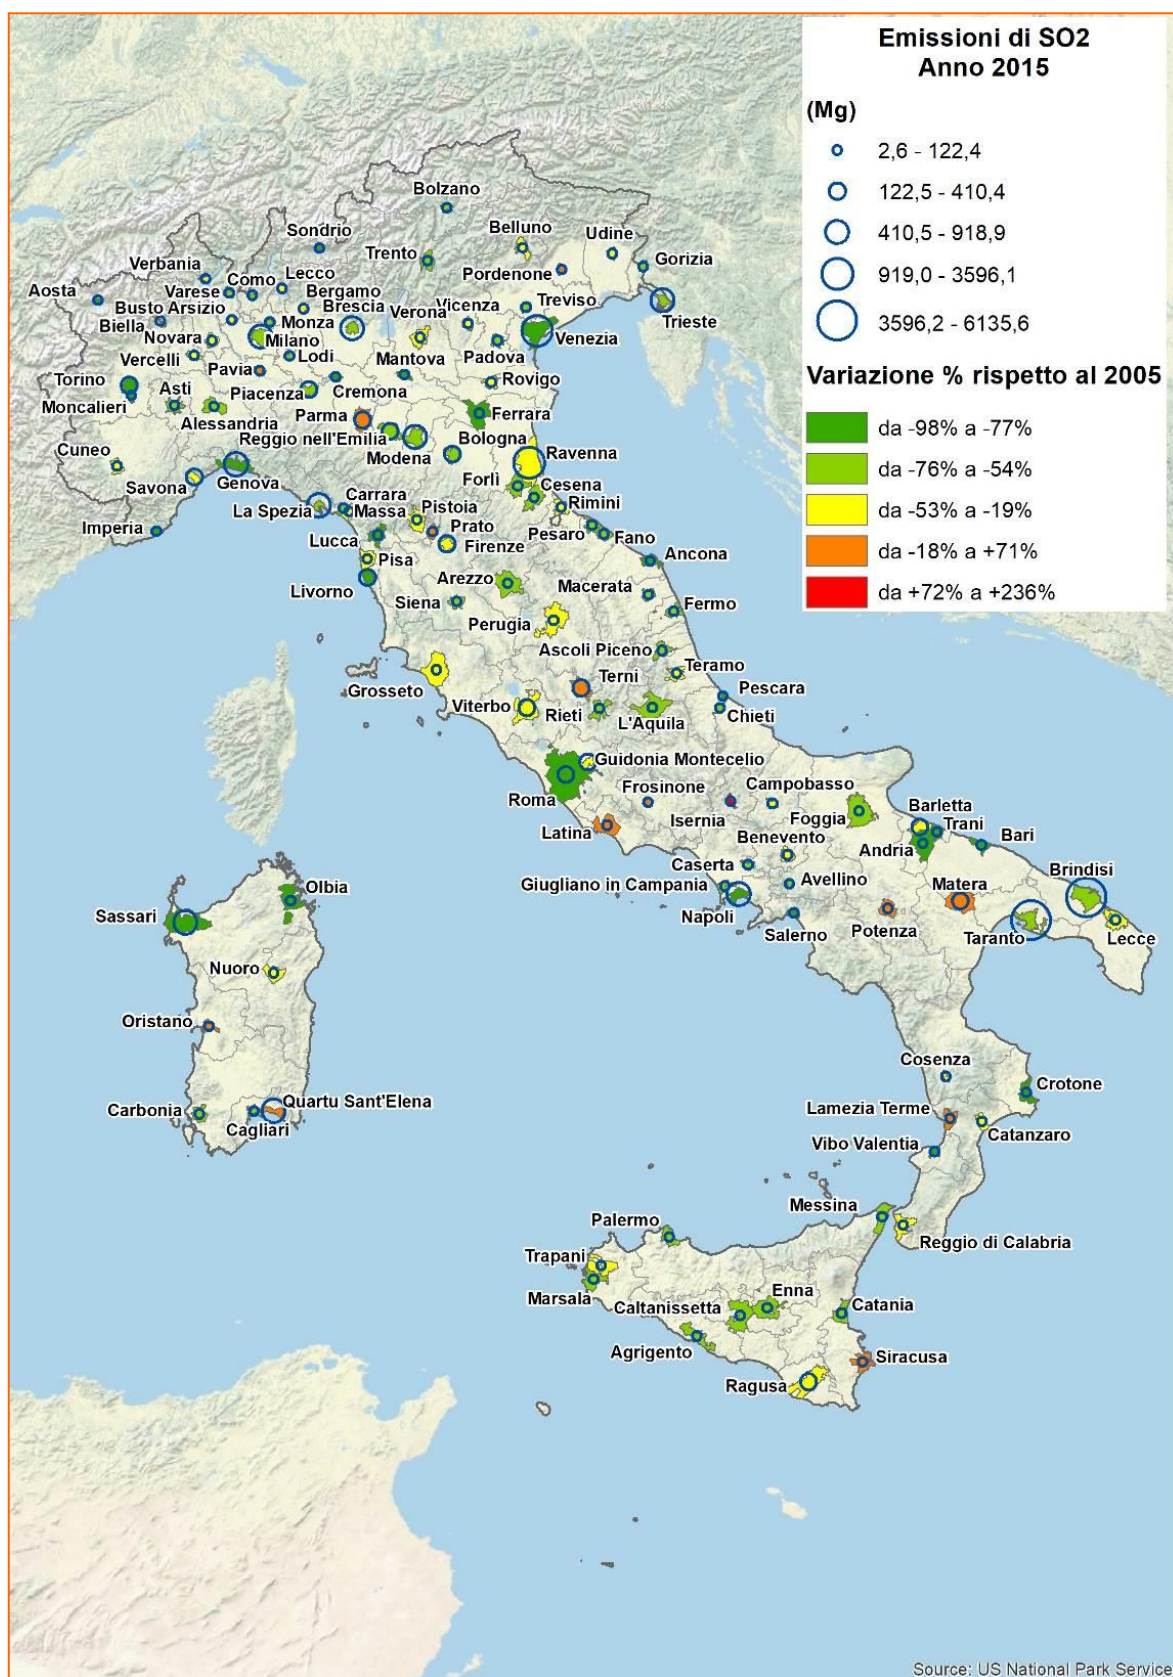 Emissioni di SO2
Anno 2015
(Mg)
2,6 - 122,4
122,5 - 410,4
410,5 - 918,9
919,0 - 3596,1
3596,2 - 6135,6
Variazione % rispetto al 2005
da -98% a -77%
da -76% a -54%
da -53% a -19%
da -18% a +71%
da +72% a +236%
Bolzano
Sondrio
Belluno
Udine
Trento
Gorizia
Verbania
Pordenone
Como
Lecco
Aosta
Varese
Bergamo
Treviso
Busto Arsizio
Brescia
Verona
Vicenza
Trieste
Biella
Monza
Venezia
Novara
Milano
Vercelli
Lodi
Mantova
Padova
Pavia
Torino
Asti
Piacenza
Cremona
Rovigo
Moncalieri
Alessandria
Parma
Ferrara
Reggio nell'Emilia
Bologna
Cuneo
Modena
Ravenna
Savona
Genova
Forlì
Cesena
La Spezia
Carrara
Massa
Pistoia
Rimini
Imperia
Prato
Lucca
Firenze
Pesaro
Fano
Pisa
Ancona
Livorno
Arezzo
Macerata
Siena
Fermo
Perugia
Ascoli Piceno
Teramo
Grosseto
Terni
Pescara
Viterbo
Rieti
L'Aquila
Chieti
Guidonia Montecelio
Roma
Frosinone
Campobasso
Latina
Isernia
Foggia
Barletta
Trani
Benevento
Andria
Bari
Caserta
Giugliano in Campania
Avellino
Matera
Brindisi
Olbia
Sassari
Napoli
Salerno
Potenza
Taranto
Lecce
Nuoro
Oristano
Cosenza
Crotone
Carbonia
Quartu Sant'Elena
Cagliari
Lamezia Terme
Catanzaro
Vibo Valentia
Messina
Palermo
Reggio di Calabria
Trapani
Marsala
Enna
Caltanissetta
Catania
Agrigento
Siracusa
Ragusa
Source: US National Park Service